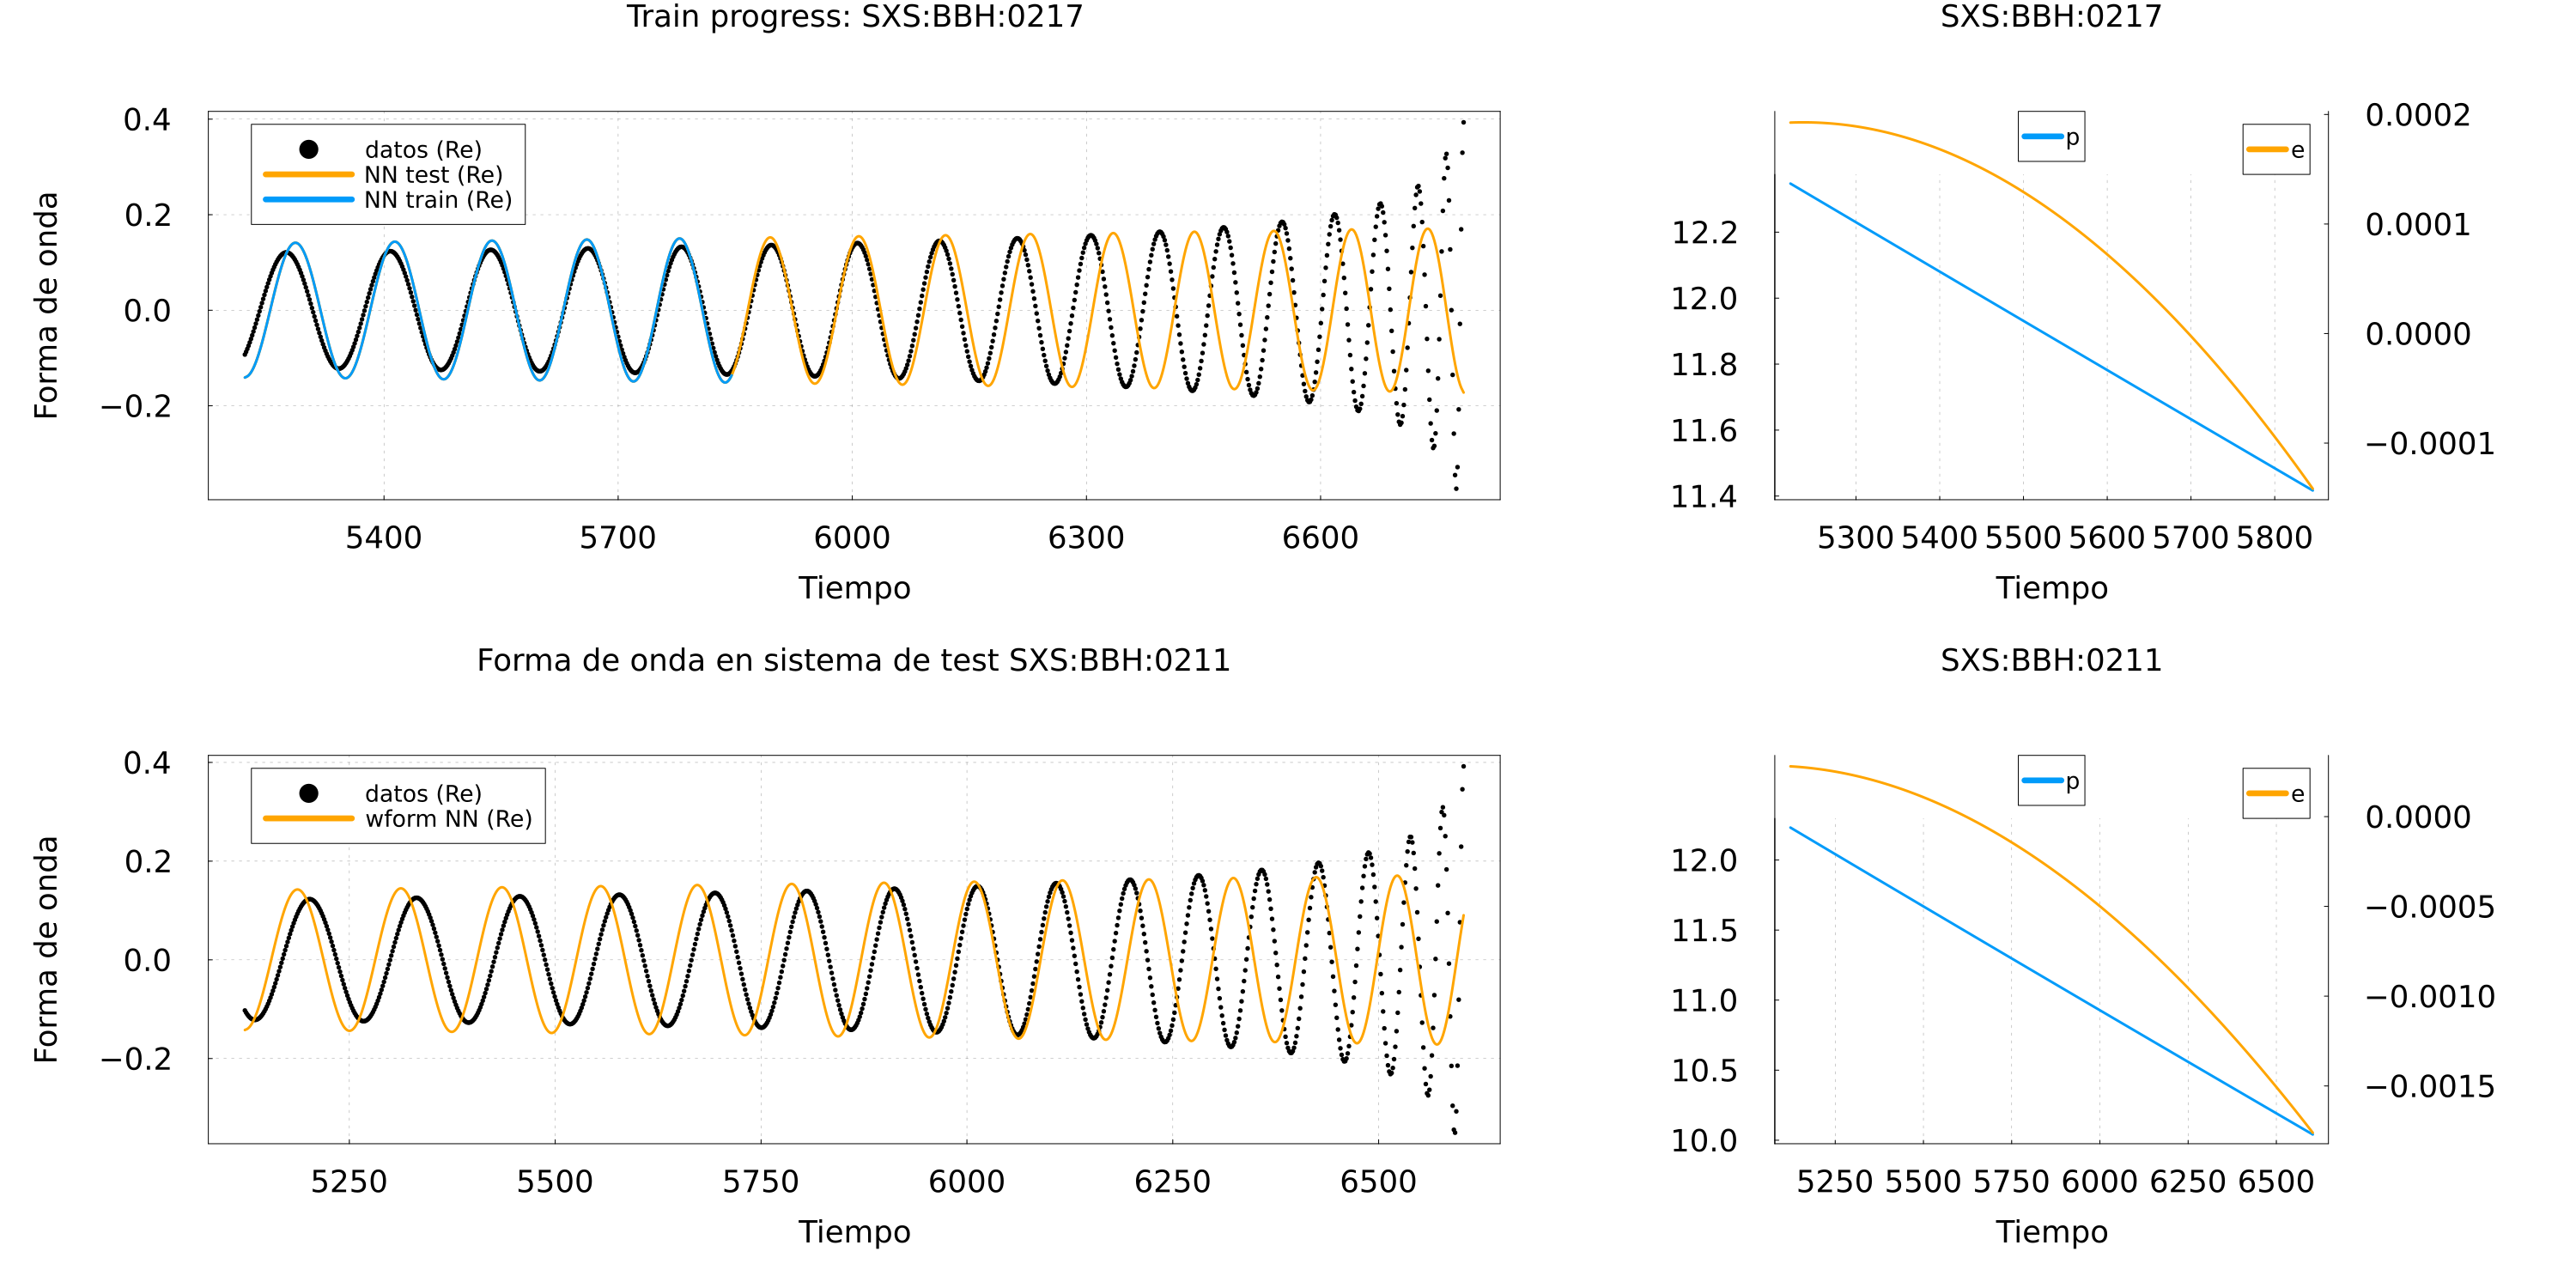 Train progress: SXS:BBH:0217
Forma de onda
0.4
0.2
0.0
−0.2
datos (Re)
NN test (Re)
NN train (Re)
5400 5700 6000 6300 6600
Tiempo
SXS:BBH:0217
12.2
12.0
11.8
11.6
11.4
p
e
0.0002
0.0001
0.0000
−0.0001
5300 5400 5500 5600 5700 5800
Tiempo
Forma de onda en sistema de test SXS:BBH:0211
Forma de onda
0.4
0.2
0.0
−0.2
datos (Re)
wform NN (Re)
5250 5500 5750 6000 6250 6500
Tiempo
SXS:BBH:0211
12.0
11.5
11.0
10.5
10.0
p
e
0.0000
−0.0005
−0.0010
−0.0015
5250 5500 5750 6000 6250 6500
Tiempo